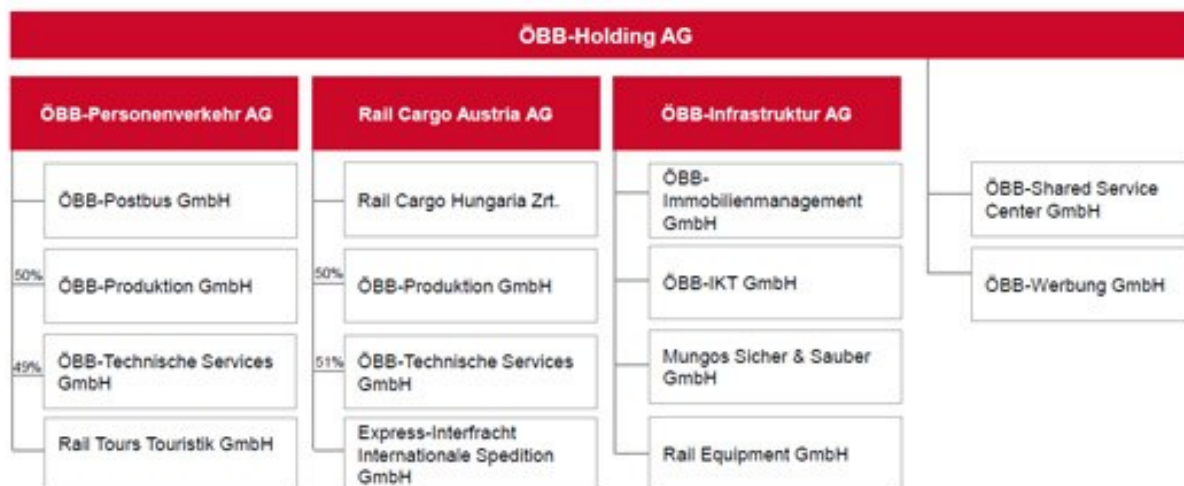 ÖBB-Holding AG
ÖBB-Personenverkehr AG
ÖBB-Postbus GmbH
50%
ÖBB-Produktion GmbH
49%
ÖBB-Technische Services
GmbH
Rail Tours Touristik GmbH
Rail Cargo Austria AG
Rail Cargo Hungaria Zrt.
50%
ÖBB-Produktion GmbH
51%
ÖBB-Technische Services
GmbH
Express-Interfracht
Internationale Spedition
GmbH
ÖBB-Infrastruktur AG
ÖBB-
Immobilienmanagement
GmbH
ÖBB-IKT GmbH
Mungos Sicher & Sauber
GmbH
Rail Equipment GmbH
ÖBB-Shared Service
Center GmbH
ÖBB-Werbung GmbH